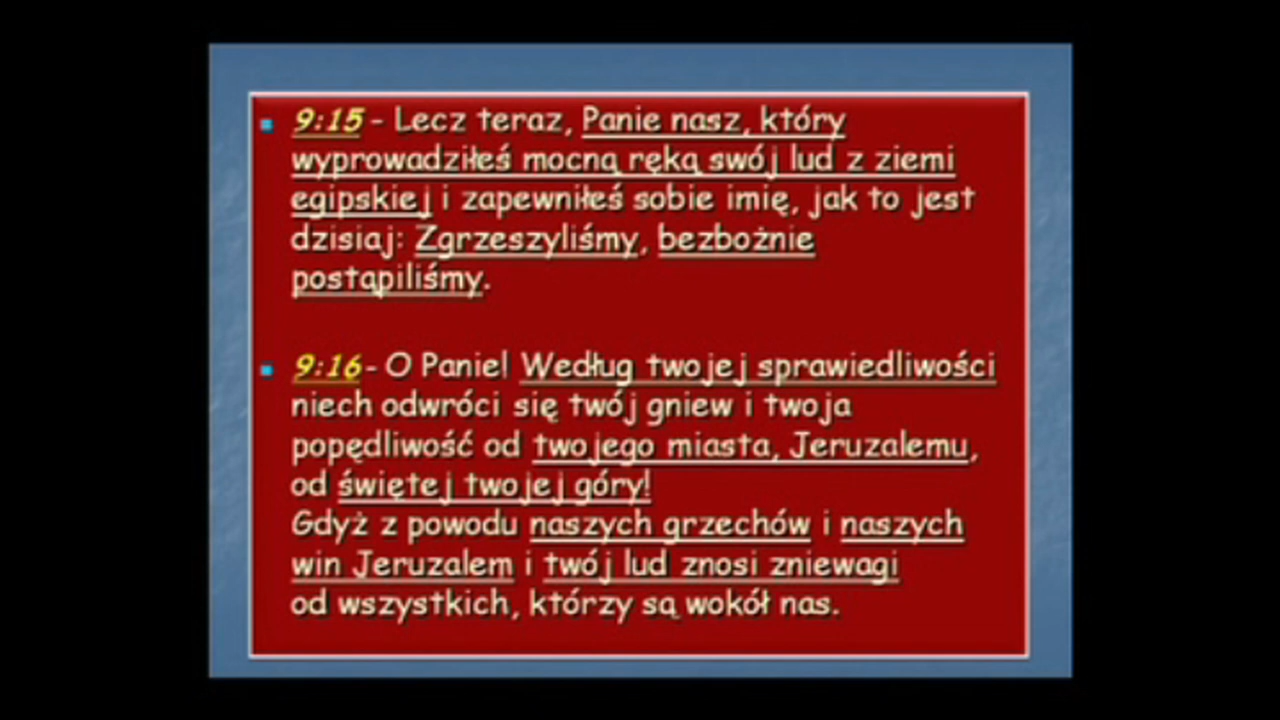 9:15 - Lecz teraz, Panie nasz, który
wyprowadziłeś mocną ręką swój lud z ziemi
egipskiej i zapewniłeś sobie imię, jak to jest
dzisiaj: Zgrzeszyliśmy, bezbożnie
postąpiliśmy.
9:16 - O Panie! Według twojej sprawiedliwości
niech odwróci się twój gniew i twoja
popędliwość od twojego miasta, Jeruzalemu,
od świętej twojej góry!
Gdyż z powodu naszych grzechów i naszych
win Jeruzalem i twój lud znosi zniewagi
od wszystkich, którzy są wokół nas.